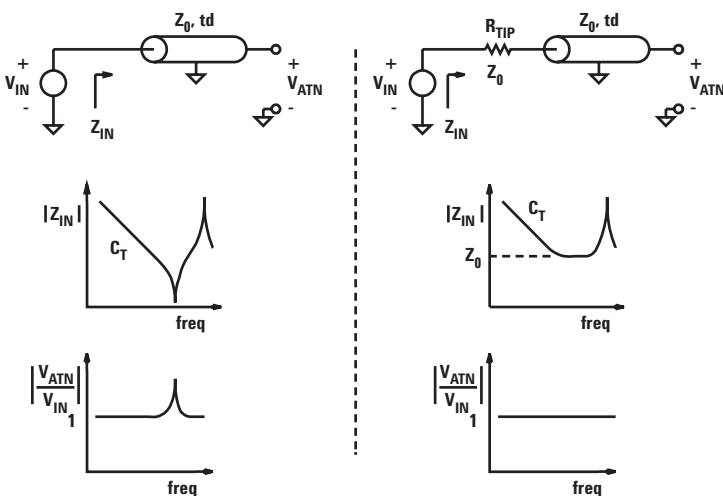 Z0, td
+
VIN
-
ZIN
+
VATN
-
RTIP
Z0
Z0, td
+
VIN
-
ZIN
+
VATN
-
|ZIN|
CT
freq
|ZIN|
CT
Z0
freq
|VATN
VIN|
1
freq
|VATN
VIN|
1
freq